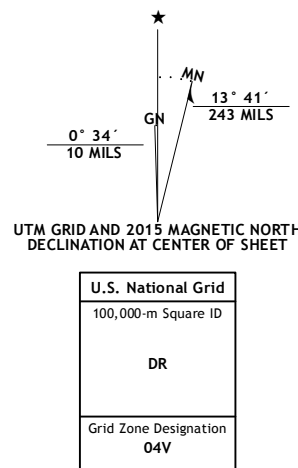 ★
MN
GN
13° 41´
243 MILS
0° 34´
10 MILS
UTM GRID AND 2015 MAGNETIC NORTH
DECLINATION AT CENTER OF SHEET
U.S. National Grid
100,000-m Square ID
DR
Grid Zone Designation
04V